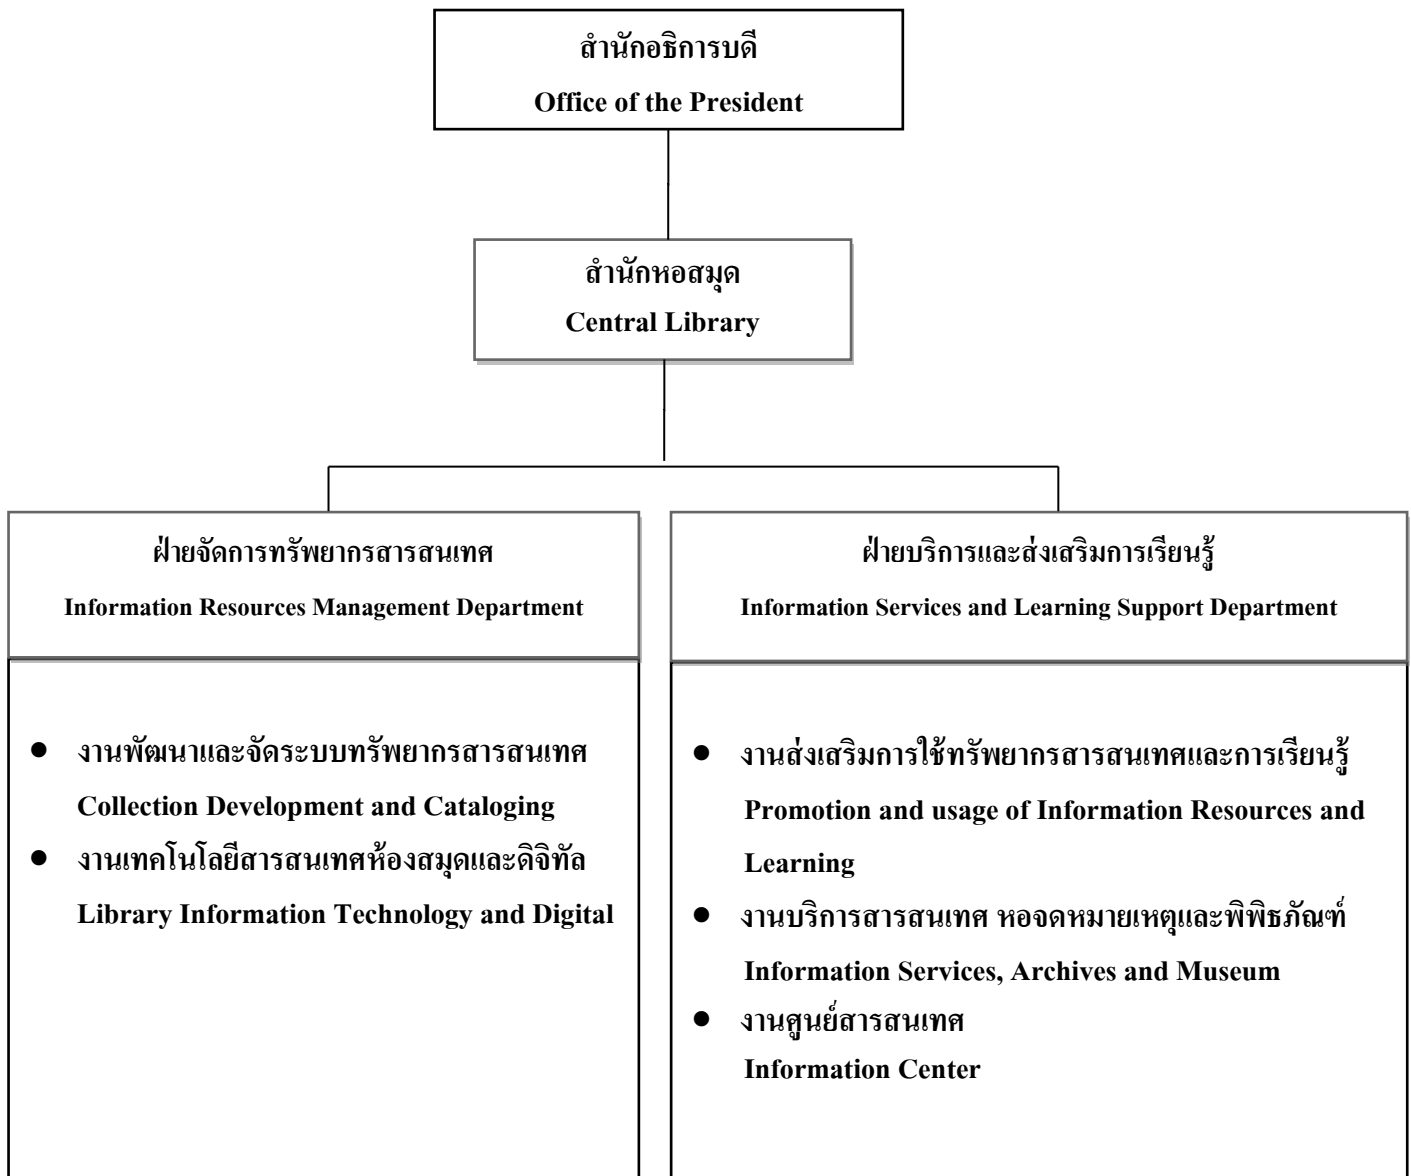 สำนักอธิการบดี
Office of the President
สำนักหอสมุด
Central Library
ฝ่ายจัดการทรัพยากรสารสนเทศ
Information Resources Management Department
● งานพัฒนาและจัดระบบทรัพยากรสารสนเทศ
Collection Development and Cataloging
● งานเทคโนโลยีสารสนเทศห้องสมุดและดิจิทัล
Library Information Technology and Digital
ฝ่ายบริการและส่งเสริมการเรียนรู้
Information Services and Learning Support Department
● งานส่งเสริมการใช้ทรัพยากรสารสนเทศและการเรียนรู้
Promotion and usage of Information Resources and
Learning
● งานบริการสารสนเทศ หอจดหมายเหตุและพิพิธภัณฑ์
Information Services, Archives and Museum
● งานศูนย์สารสนเทศ
Information Center